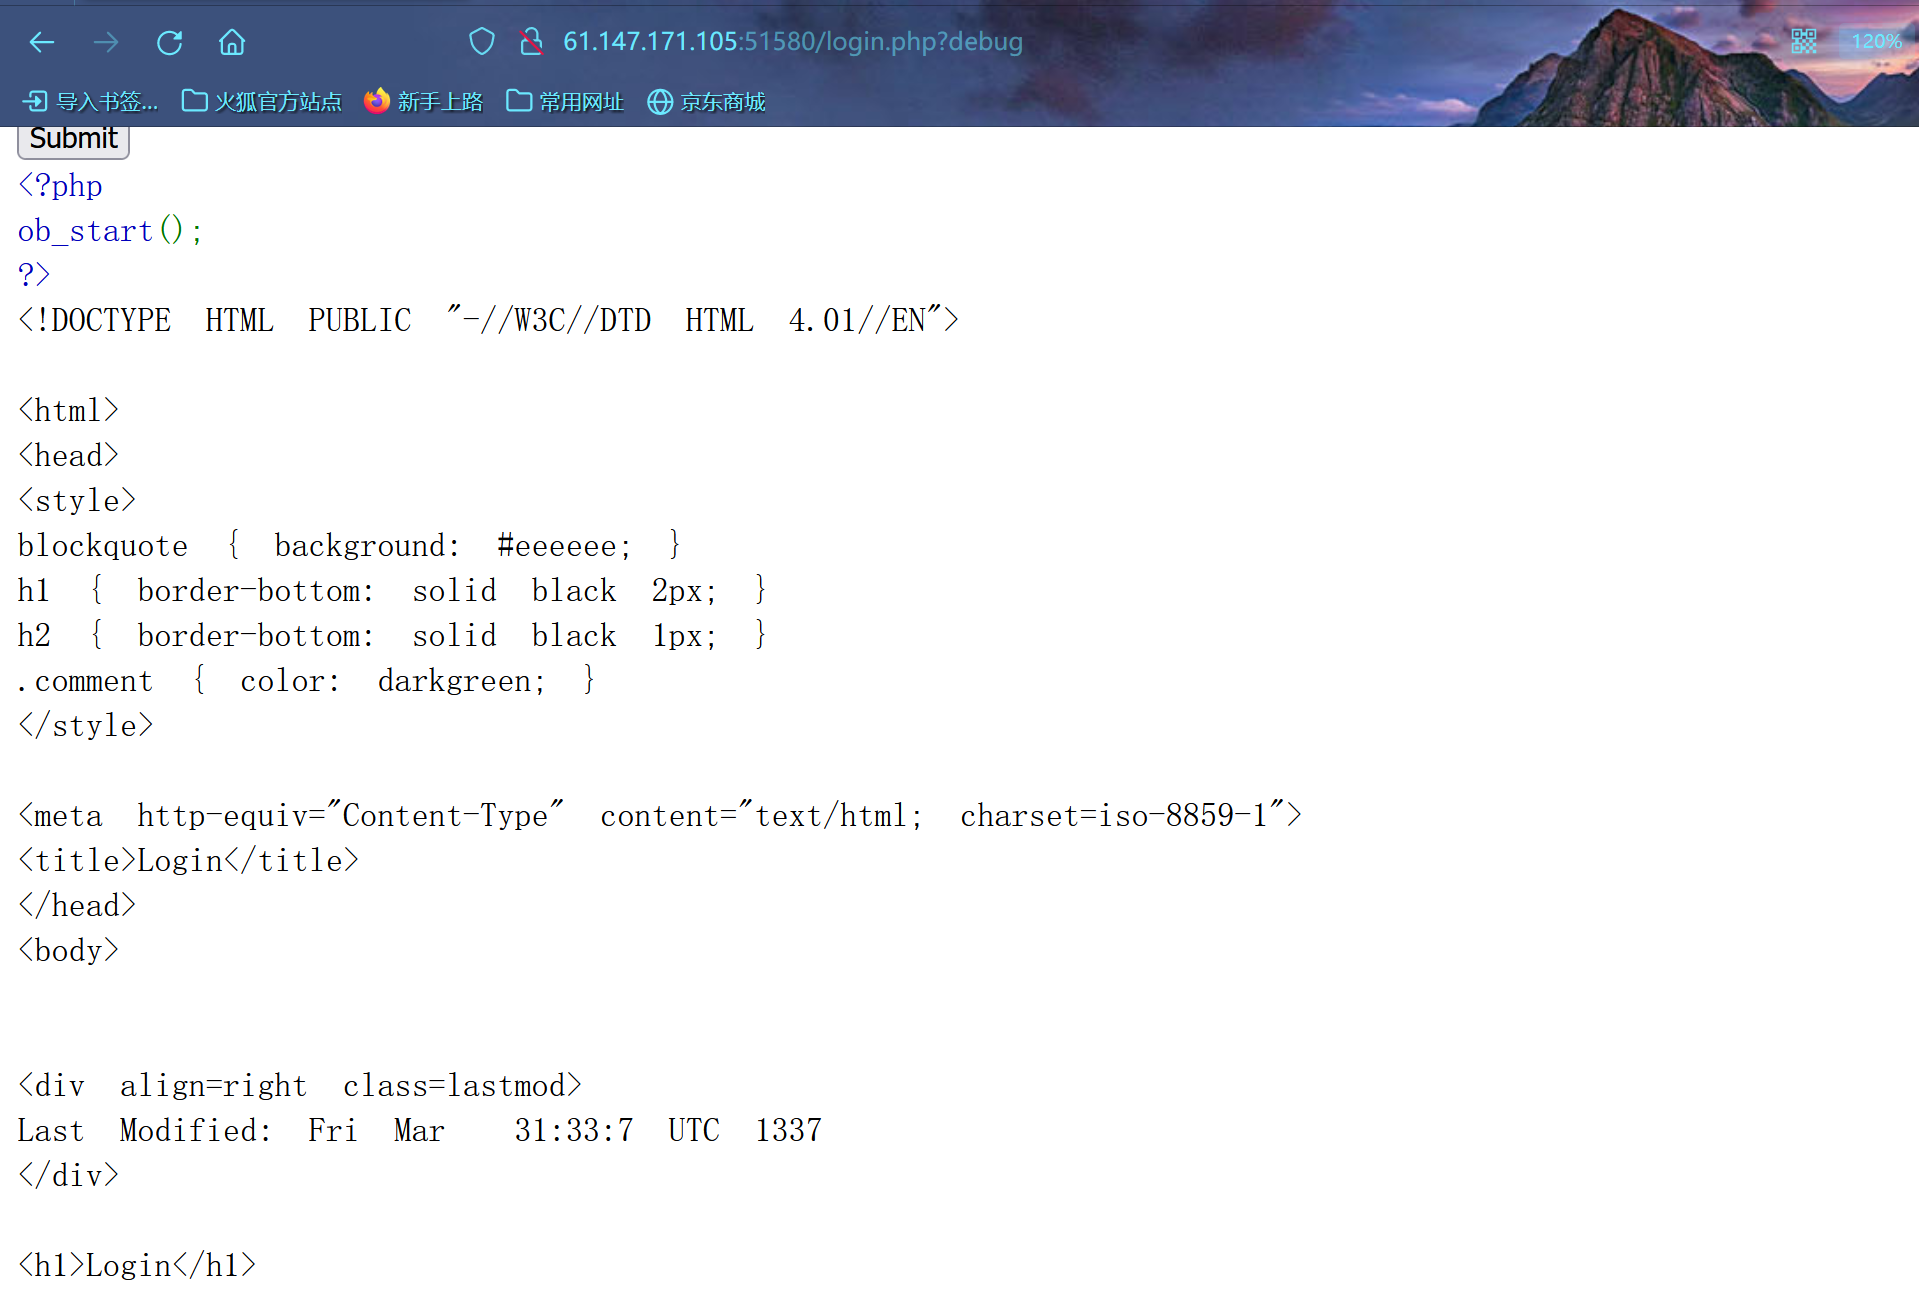 61.147.171.105:51580/login.php?debug
120%
导入书签... 火狐官方站点 新手上路 常用网址 京东商城
Submit
<?php
ob_start();
?>
<!DOCTYPE HTML PUBLIC "-//W3C//DTD HTML 4.01//EN">
<html>
<head>
<style>
blockquote { background: #eeeeee; }
h1 { border-bottom: solid black 2px; }
h2 { border-bottom: solid black 1px; }
.comment { color: darkgreen; }
</style>
<meta http-equiv="Content-Type" content="text/html; charset=iso-8859-1">
<title>Login</title>
</head>
<body>
<div align=right class=lastmod>
Last Modified: Fri Mar  31:33:7 UTC 1337
</div>
<h1>Login</h1>